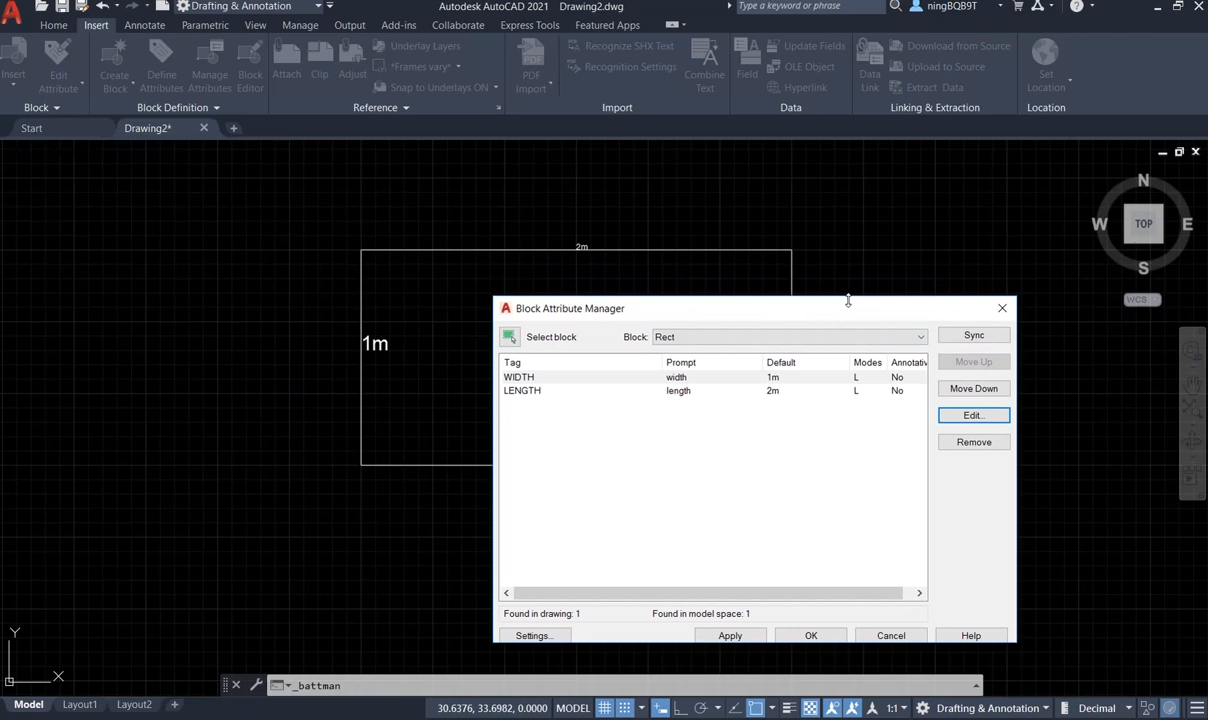 Drafting & Annotation
Autodesk AutoCAD 2021 Drawing2.dwg
Type a keyword or phrase
ningBQB9T
Home Insert Annotate Parametric View Manage Output Add-ins Collaborate Express Tools Featured Apps
Insert
Edit Attribute
Create Block
Define Attributes
Manage Attributes
Block Editor
Attach
Clip
Adjust
Underlay Layers
*Frames vary*
Snap to Underlays ON
PDF Import
Recognize SHX Text
Recognition Settings
Combine Text
Field
Update Fields
OLE Object
Hyperlink
Data Link
Download from Source
Upload to Source
Extract Data
Set Location
Block
Block Definition
Reference
Import
Data
Linking & Extraction
Location
Start
Drawing2*
N
W TOP E
S
WCS
2m
1m
Block Attribute Manager
Select block Block: Rect
Sync
Tag Prompt Default Modes Annotativ
WIDTH width 1m L No
LENGTH length 2m L No
Move Up
Move Down
Edit...
Remove
Found in drawing: 1 Found in model space: 1
Settings... Apply OK Cancel Help
Y
X
_battman
Model Layout1 Layout2
30.6376, 33.6982, 0.0000 MODEL
1:1
Drafting & Annotation
Decimal